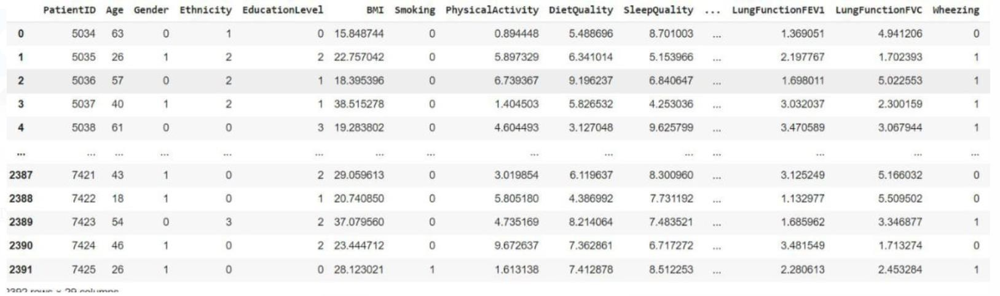 PatientID Age Gender Ethnicity EducationLevel BMI Smoking PhysicalActivity DietQuality SleepQuality ... LungFunctionFEV1 LungFunctionFVC Wheezing
0 5034 63 0 1 0 15.848744 0 0.894448 5.488696 8.701003 ... 1.369051 4.941206 0
1 5035 26 1 2 2 22.757042 0 5.897329 6.341014 5.153966 ... 2.197767 1.702393 1
2 5036 57 0 2 1 18.395396 0 6.739367 9.196237 6.840647 ... 1.698011 5.022553 1
3 5037 40 1 2 1 38.515278 0 1.404503 5.826532 4.253036 ... 3.032037 2.300159 1
4 5038 61 0 0 3 19.283802 0 4.604493 3.127048 9.625799 ... 3.470589 3.067944 1
... ... ... ... ... ... ... ... ... ... ... ... ... ... ...
2387 7421 43 1 0 2 29.059613 0 3.019854 6.119637 8.300960 ... 3.125249 5.166032 0
2388 7422 18 1 0 1 20.740850 0 5.805180 4.386992 7.731192 ... 1.132977 5.509502 0
2389 7423 54 0 3 2 37.079560 0 4.735169 8.214064 7.483521 ... 1.685962 3.346877 1
2390 7424 46 1 0 2 23.444712 0 9.672637 7.362861 6.717272 ... 3.481549 1.713274 0
2391 7425 26 1 0 0 28.123021 1 1.613138 7.412878 8.512253 ... 2.280613 2.453284 1
2392 rows × 29 columns